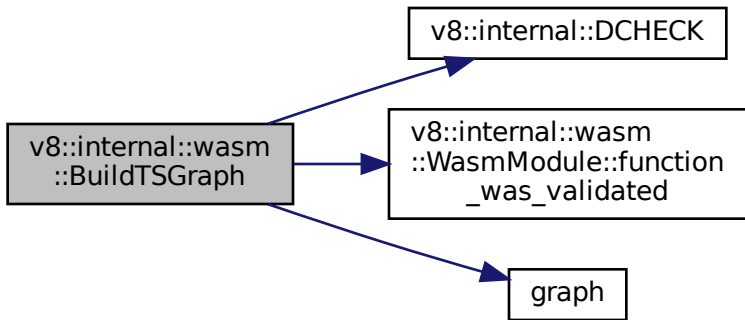 v8::internal::DCHECK
v8::internal::wasm
::BuildTSGraph
v8::internal::wasm
::WasmModule::function
_was_validated
graph